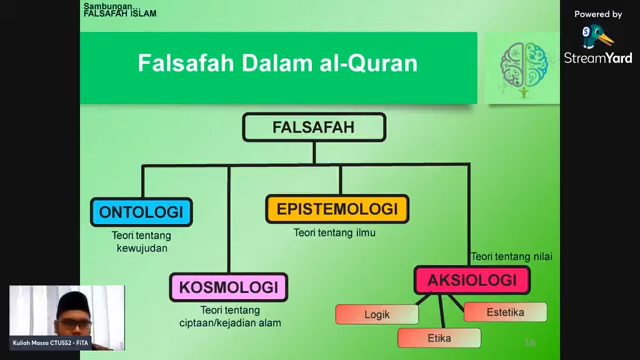 Sambungan...
FALSAFAH ISLAM
Powered by
StreamYard
Falsafah Dalam al-Quran
FALSAFAH
ONTOLOGI
Teori tentang
kewujudan
EPISTEMOLOGI
Teori tentang ilmu
KOSMOLOGI
Teori tentang
ciptaan/kejadian alam
Teori tentang nilai
AKSIOLOGI
Logik
Etika
Estetika
Kuliah Massa CTU552 - FiTA
16